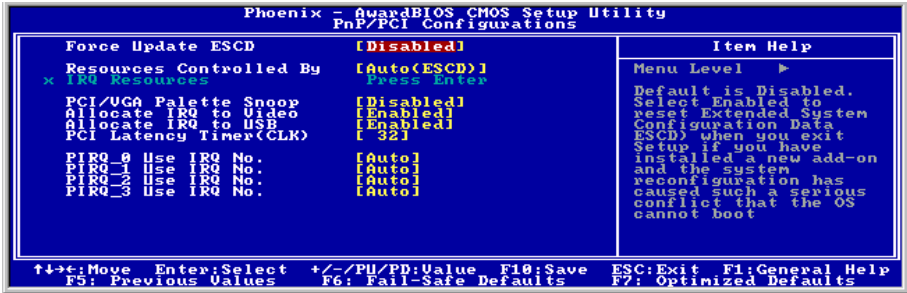 Phoenix - AwardBIOS CMOS Setup Utility
PnP/PCI Configurations
Force Update ESCD [Disabled]
Resources Controlled By [Auto(ESCD)]
x IRQ Resources Press Enter
PCI/VGA Palette Snoop [Disabled]
Allocate IRQ to Video [Enabled]
Allocate IRQ to USB [Enabled]
PCI Latency Timer(CLK) [ 32]
PIRQ_0 Use IRQ No. [Auto]
PIRQ_1 Use IRQ No. [Auto]
PIRQ_2 Use IRQ No. [Auto]
PIRQ_3 Use IRQ No. [Auto]
Item Help
Menu Level ►
Default is Disabled.
Select Enabled to
reset Extended System
Configuration Data
ESCD) when you exit
Setup if you have
installed a new add-on
and the system
reconfiguration has
caused such a serious
conflict that the OS
cannot boot
↑↓→←:Move Enter:Select +/-/PU/PD:Value F10:Save ESC:Exit F1:General Help
F5: Previous Values F6: Fail-Safe Defaults F7: Optimized Defaults